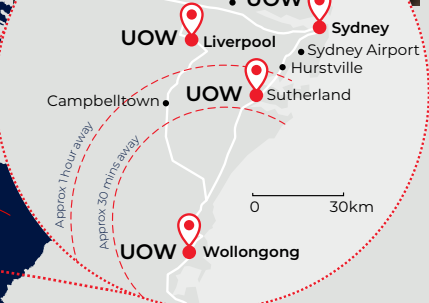 UOW
Sydney
UOW Liverpool
Sydney Airport
Hurstville
Campbelltown
UOW Sutherland
Approx 1 hour away
Approx 30 mins away
0 30km
UOW Wollongong